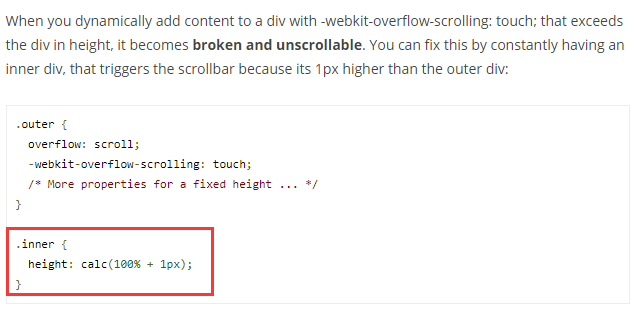 When you dynamically add content to a div with -webkit-overflow-scrolling: touch; that exceeds
the div in height, it becomes broken and unscrollable. You can fix this by constantly having an
inner div, that triggers the scrollbar because its 1px higher than the outer div:
.outer {
overflow: scroll;
-webkit-overflow-scrolling: touch;
/* More properties for a fixed height ... */
}
.inner {
height: calc(100% + 1px);
}